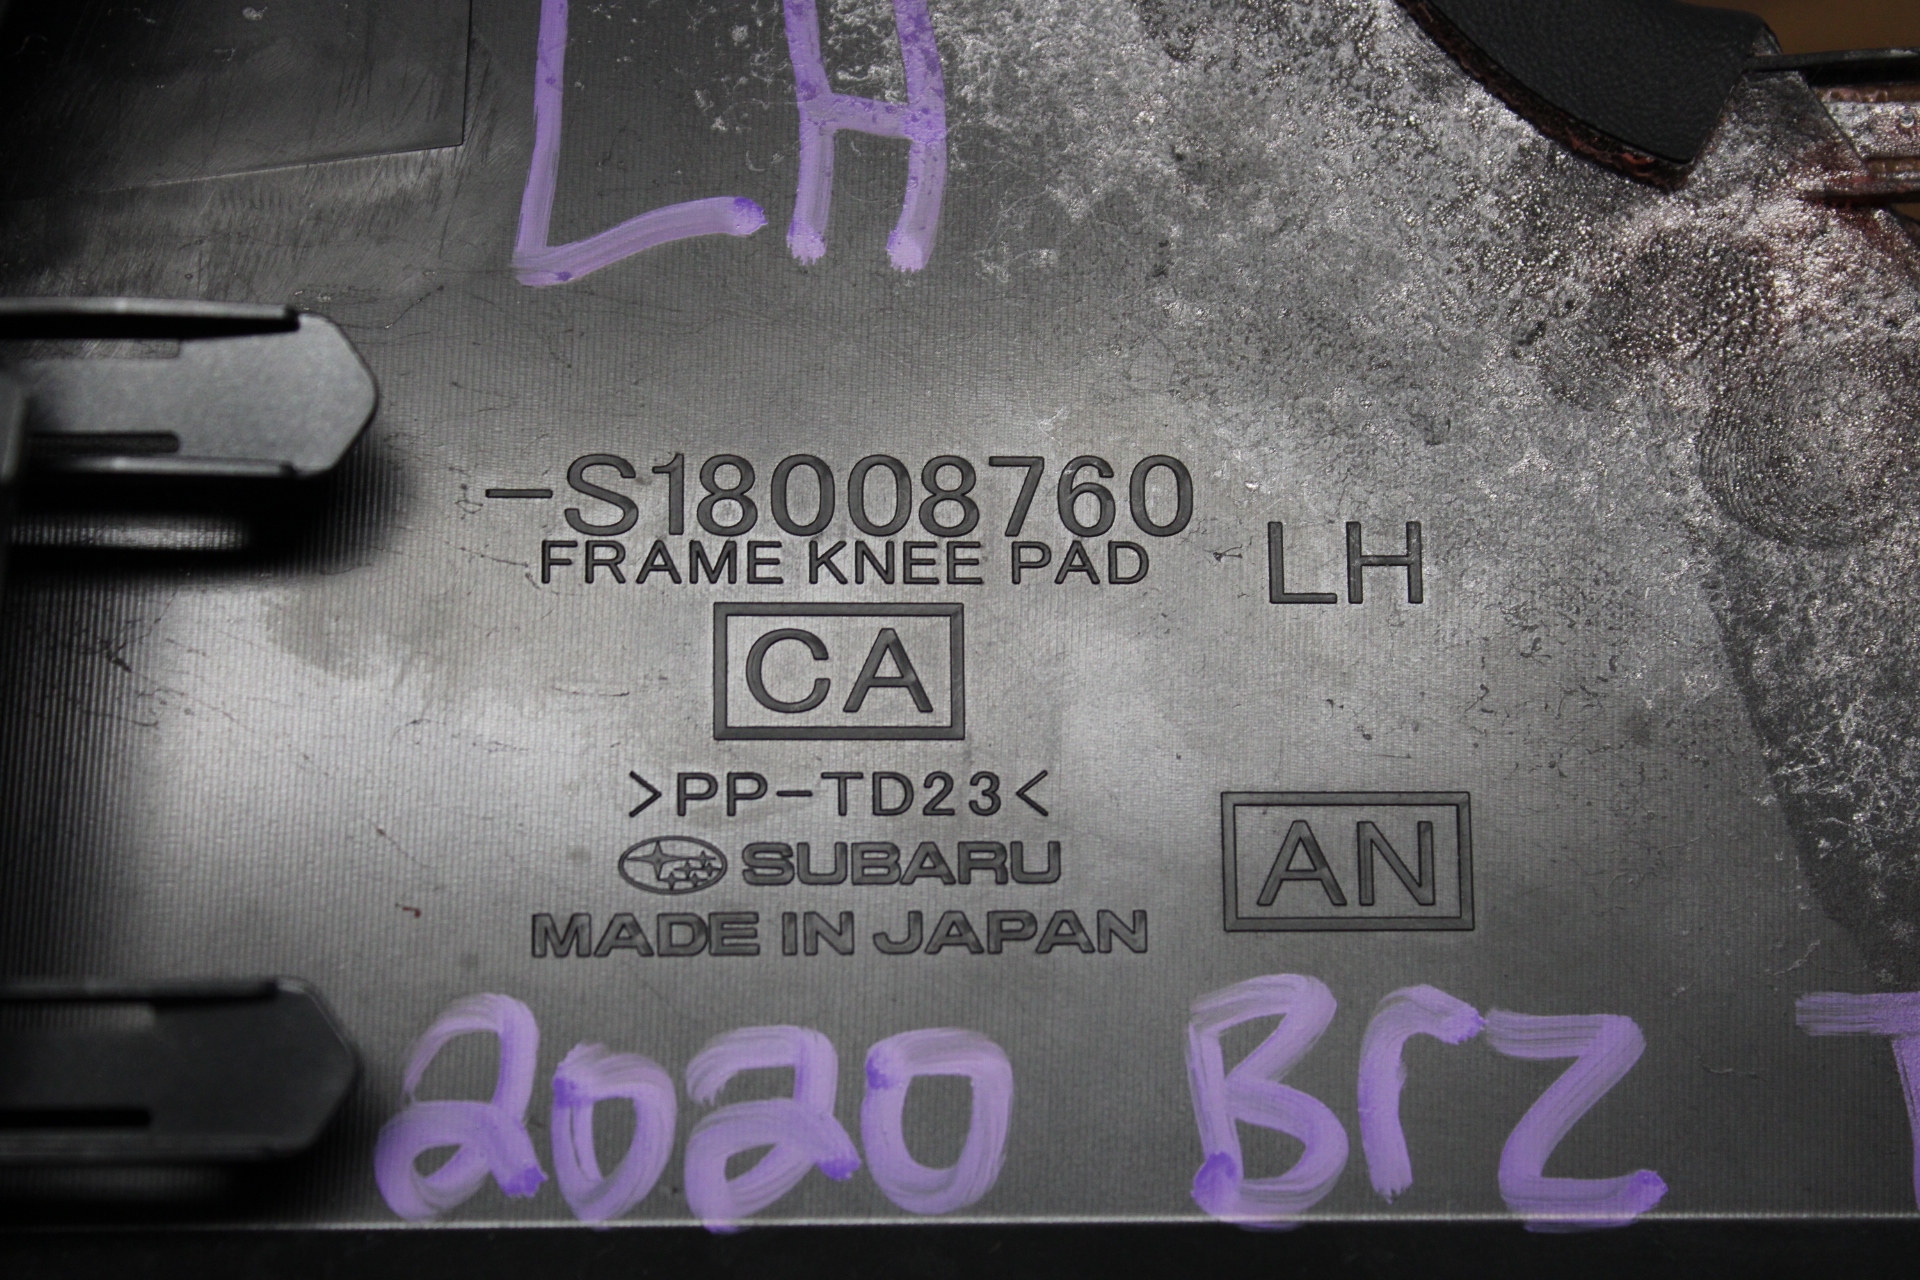 LH
-S18008760
FRAME KNEE PAD LH
CA
>PP-TD23<
SUBARU
AN
MADE IN JAPAN
2020 Brz T